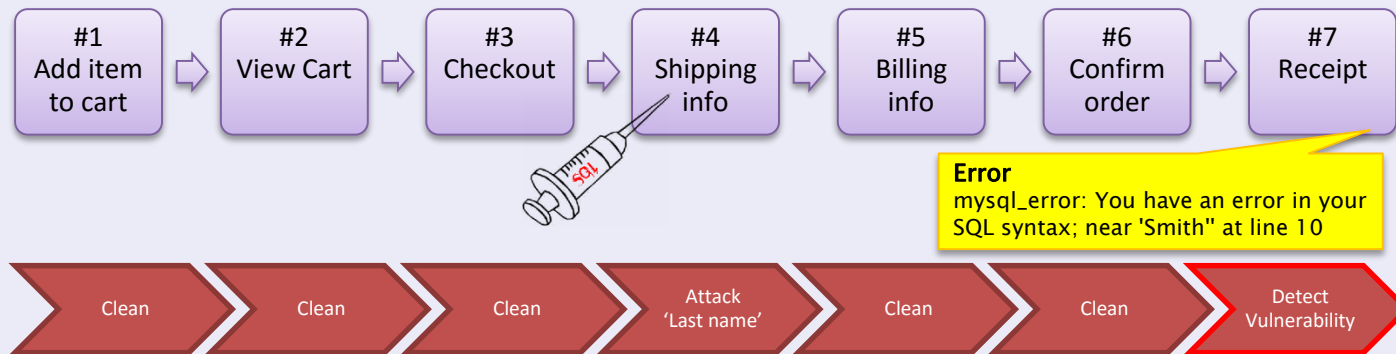 #1
Add item
to cart
#2
View Cart
#3
Checkout
#4
Shipping
info
#5
Billing
info
#6
Confirm
order
#7
Receipt
SQL
Error
mysql_error: You have an error in your
SQL syntax; near 'Smith'' at line 10
Clean
Clean
Clean
Attack
‘Last name’
Clean
Clean
Detect
Vulnerability